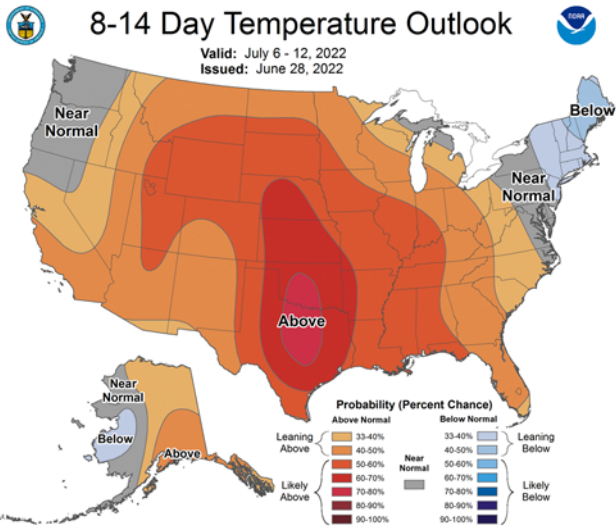 8-14 Day Temperature Outlook
Valid: July 6 - 12, 2022
Issued: June 28, 2022
NOAA
Near
Normal
Below
Near
Normal
Above
Near
Normal
Below
Above
Probability (Percent Chance)
Above Normal
Below Normal
Leaning
Above
33-40%
40-50%
Likely
Above
50-60%
60-70%
70-80%
80-90%
90-100%
Near
Normal
33-40%
40-50%
Leaning
Below
50-60%
60-70%
70-80%
80-90%
90-100%
Likely
Below